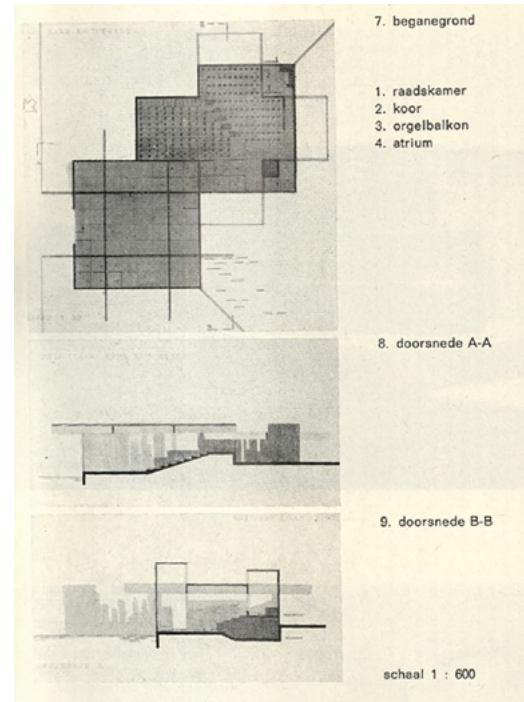 7. beganegrond
1. raadskamer
2. koor
3. orgelbalkon
4. atrium
8. doorsnede A-A
9. doorsnede B-B
schaal 1 : 600